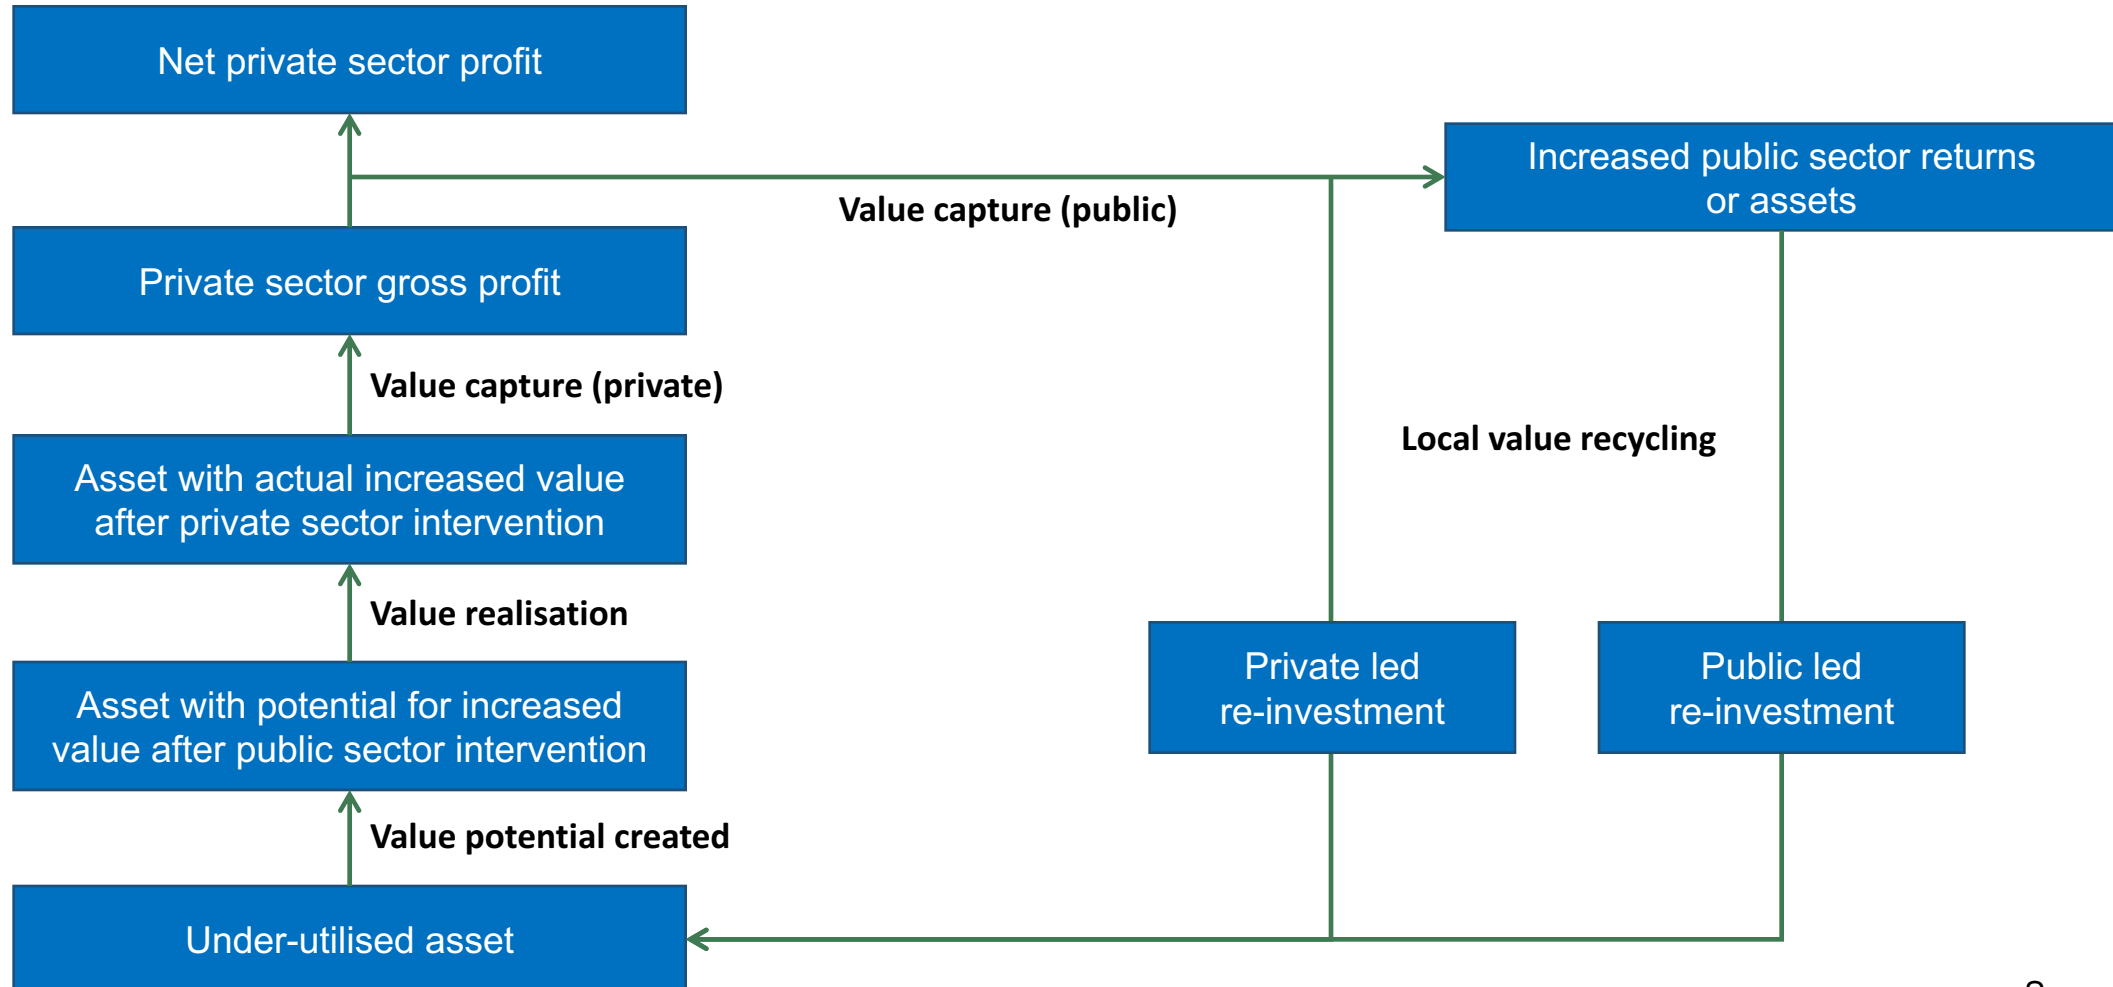 Net private sector profit
Increased public sector returns
or assets
Value capture (public)
Private sector gross profit
Value capture (private)
Local value recycling
Asset with actual increased value
after private sector intervention
Value realisation
Private led
re-investment
Public led
re-investment
Asset with potential for increased
value after public sector intervention
Value potential created
Under-utilised asset